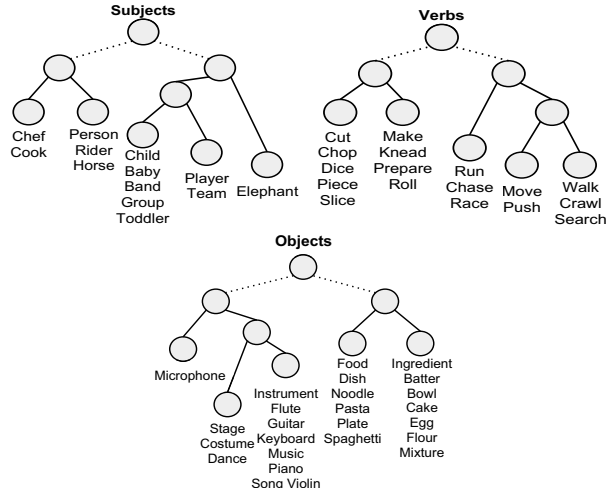 Subjects
Chef
Cook
Person
Rider
Horse
Child
Baby
Band
Group
Toddler
Player
Team
Elephant
Verbs
Cut
Chop
Dice
Piece
Slice
Make
Knead
Prepare
Roll
Run
Chase
Race
Move
Push
Walk
Crawl
Search
Objects
Microphone
Stage
Costume
Dance
Instrument
Flute
Guitar
Keyboard
Music
Piano
Song Violin
Food
Dish
Noodle
Pasta
Plate
Spaghetti
Ingredient
Batter
Bowl
Cake
Egg
Flour
Mixture